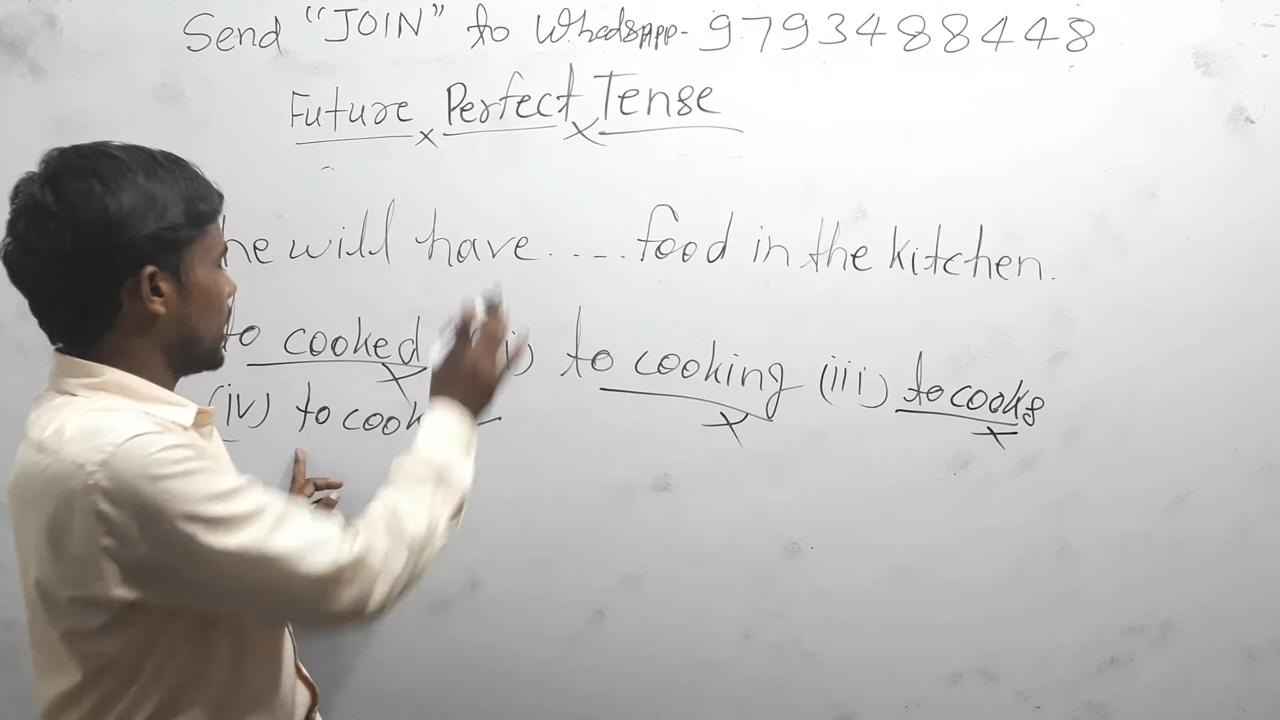 Send "JOIN" to WhatsAPP- 9793488448
Future Perfect Tense
he will have ..... food in the kitchen.
to cooked i) to cooking (iii) to cooks
(iv) to cook